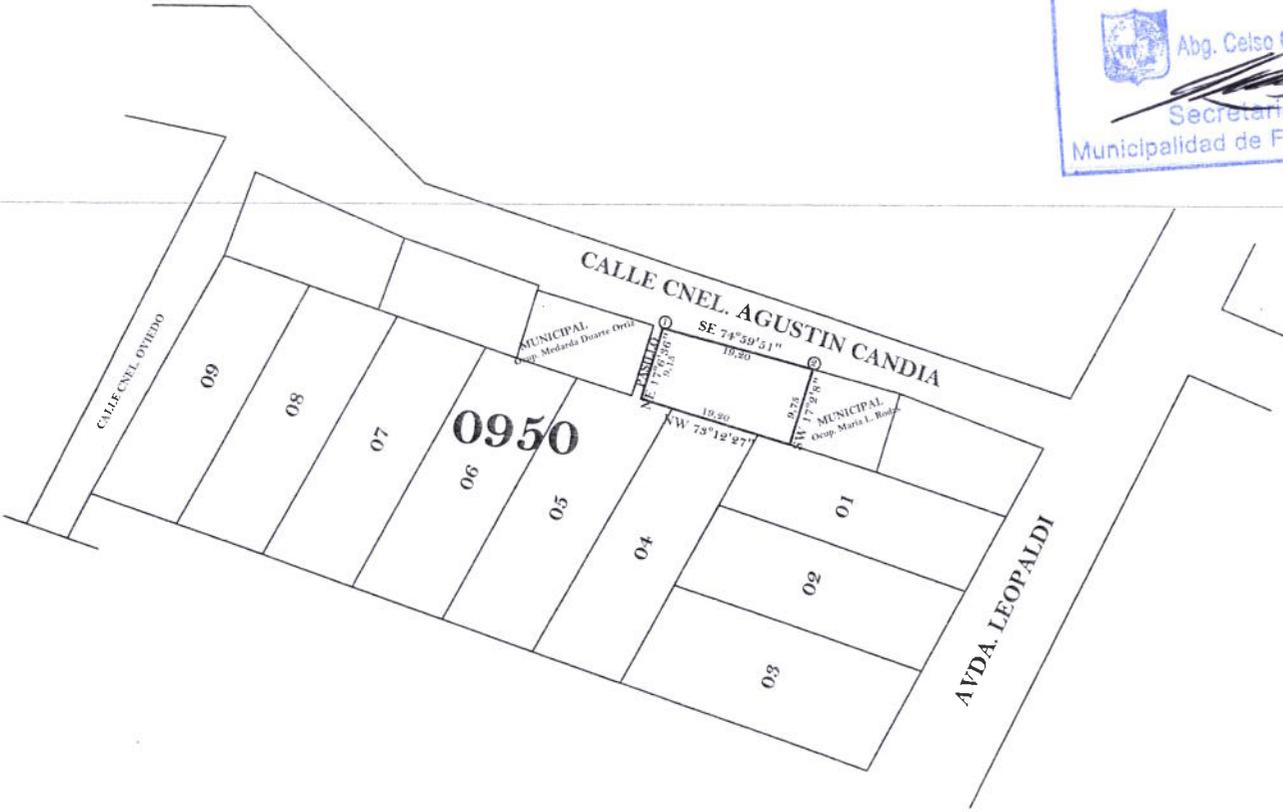 Abg. Celso
Secretari
Municipalidad de F
CALLE CNEL. AGUSTIN CANDIA
CALLE CNEL. OVIEDO
MUNICIPAL
Ocup. Medarda Duarte Ortiz
PASILLO
NE 17°6'36"
9,15
1
SE 74°59'51"
19,20
2
9,75
SW 17°2'8"
19,20
NW 73°12'27"
MUNICIPAL
Ocup. Maria L. Rodas
0950
09
08
07
06
05
04
01
02
03
AVDA. LEOPALDI